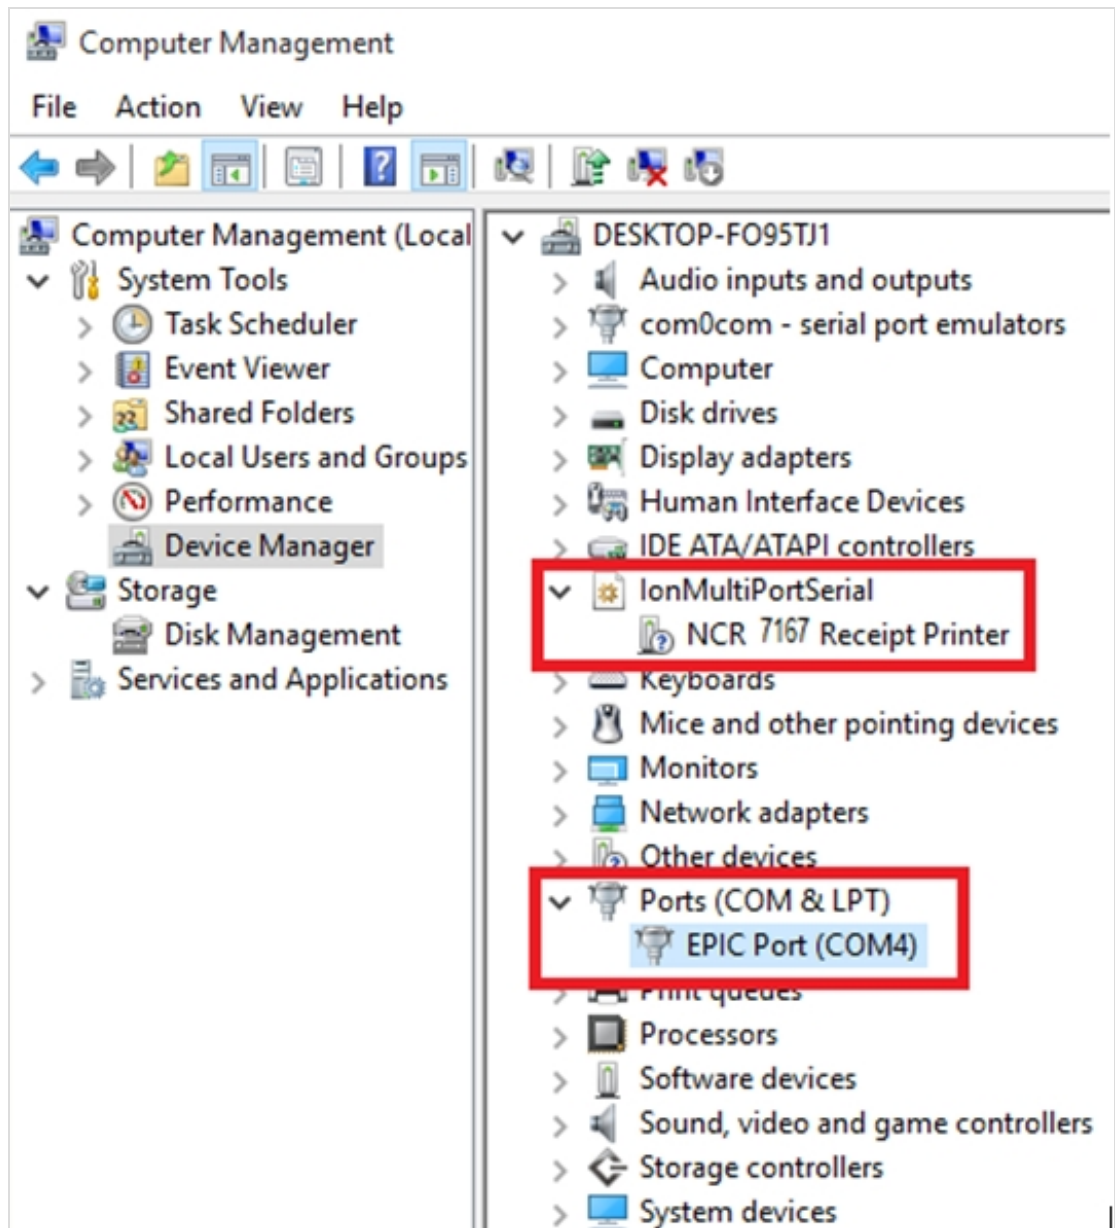 Computer Management
File Action View Help
Computer Management (Local
System Tools
Task Scheduler
Event Viewer
Shared Folders
Local Users and Groups
Performance
Device Manager
Storage
Disk Management
Services and Applications
DESKTOP-FO95TJ1
Audio inputs and outputs
com0com - serial port emulators
Computer
Disk drives
Display adapters
Human Interface Devices
IDE ATA/ATAPI controllers
IonMultiPortSerial
NCR 7167 Receipt Printer
Keyboards
Mice and other pointing devices
Monitors
Network adapters
Other devices
Ports (COM & LPT)
EPIC Port (COM4)
Print queues
Processors
Software devices
Sound, video and game controllers
Storage controllers
System devices